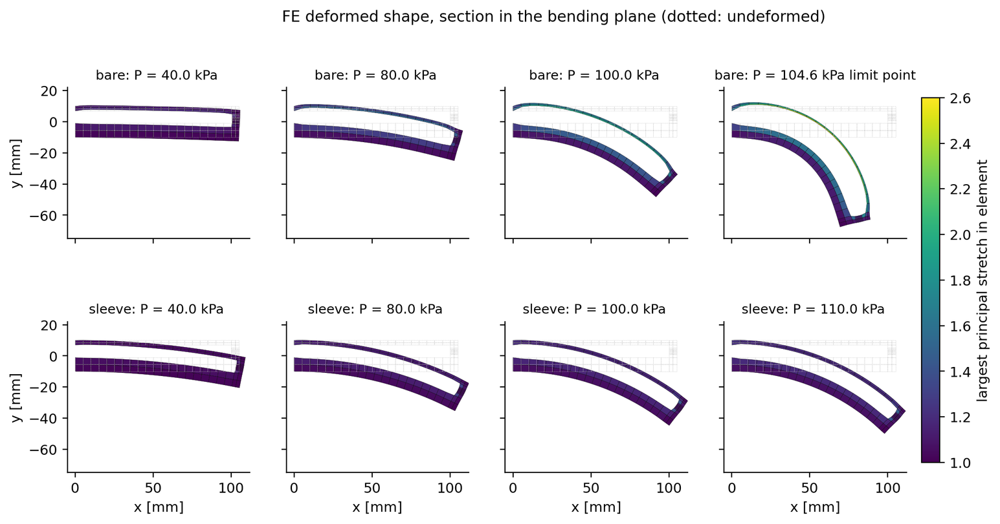 FE deformed shape, section in the bending plane (dotted: undeformed)
bare: P = 40.0 kPa
bare: P = 80.0 kPa
bare: P = 100.0 kPa
bare: P = 104.6 kPa limit point
20
0
−20
−40
−60
y [mm]
sleeve: P = 40.0 kPa
sleeve: P = 80.0 kPa
sleeve: P = 100.0 kPa
sleeve: P = 110.0 kPa
20
0
−20
−40
−60
y [mm]
0 50 100
0 50 100
0 50 100
0 50 100
x [mm]
x [mm]
x [mm]
x [mm]
2.6
2.4
2.2
2.0
1.8
1.6
1.4
1.2
1.0
largest principal stretch in element